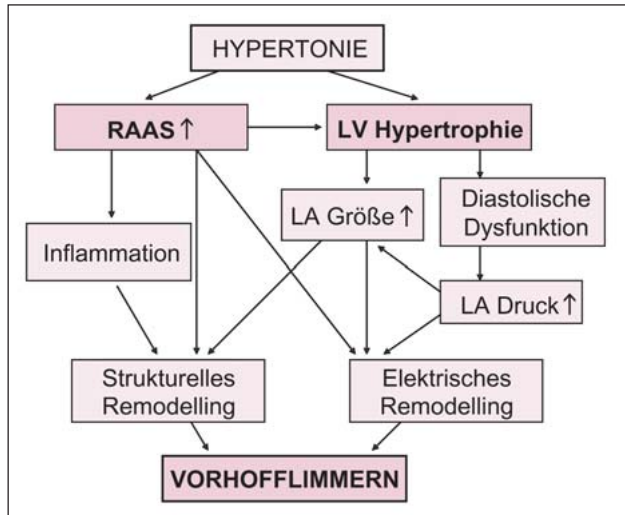 HYPERTONIE
RAAS ↑
LV Hypertrophie
LA Größe ↑
Diastolische
Dysfunktion
Inflammation
LA Druck ↑
Strukturelles
Remodelling
Elektrisches
Remodelling
VORHOFFLIMMERN